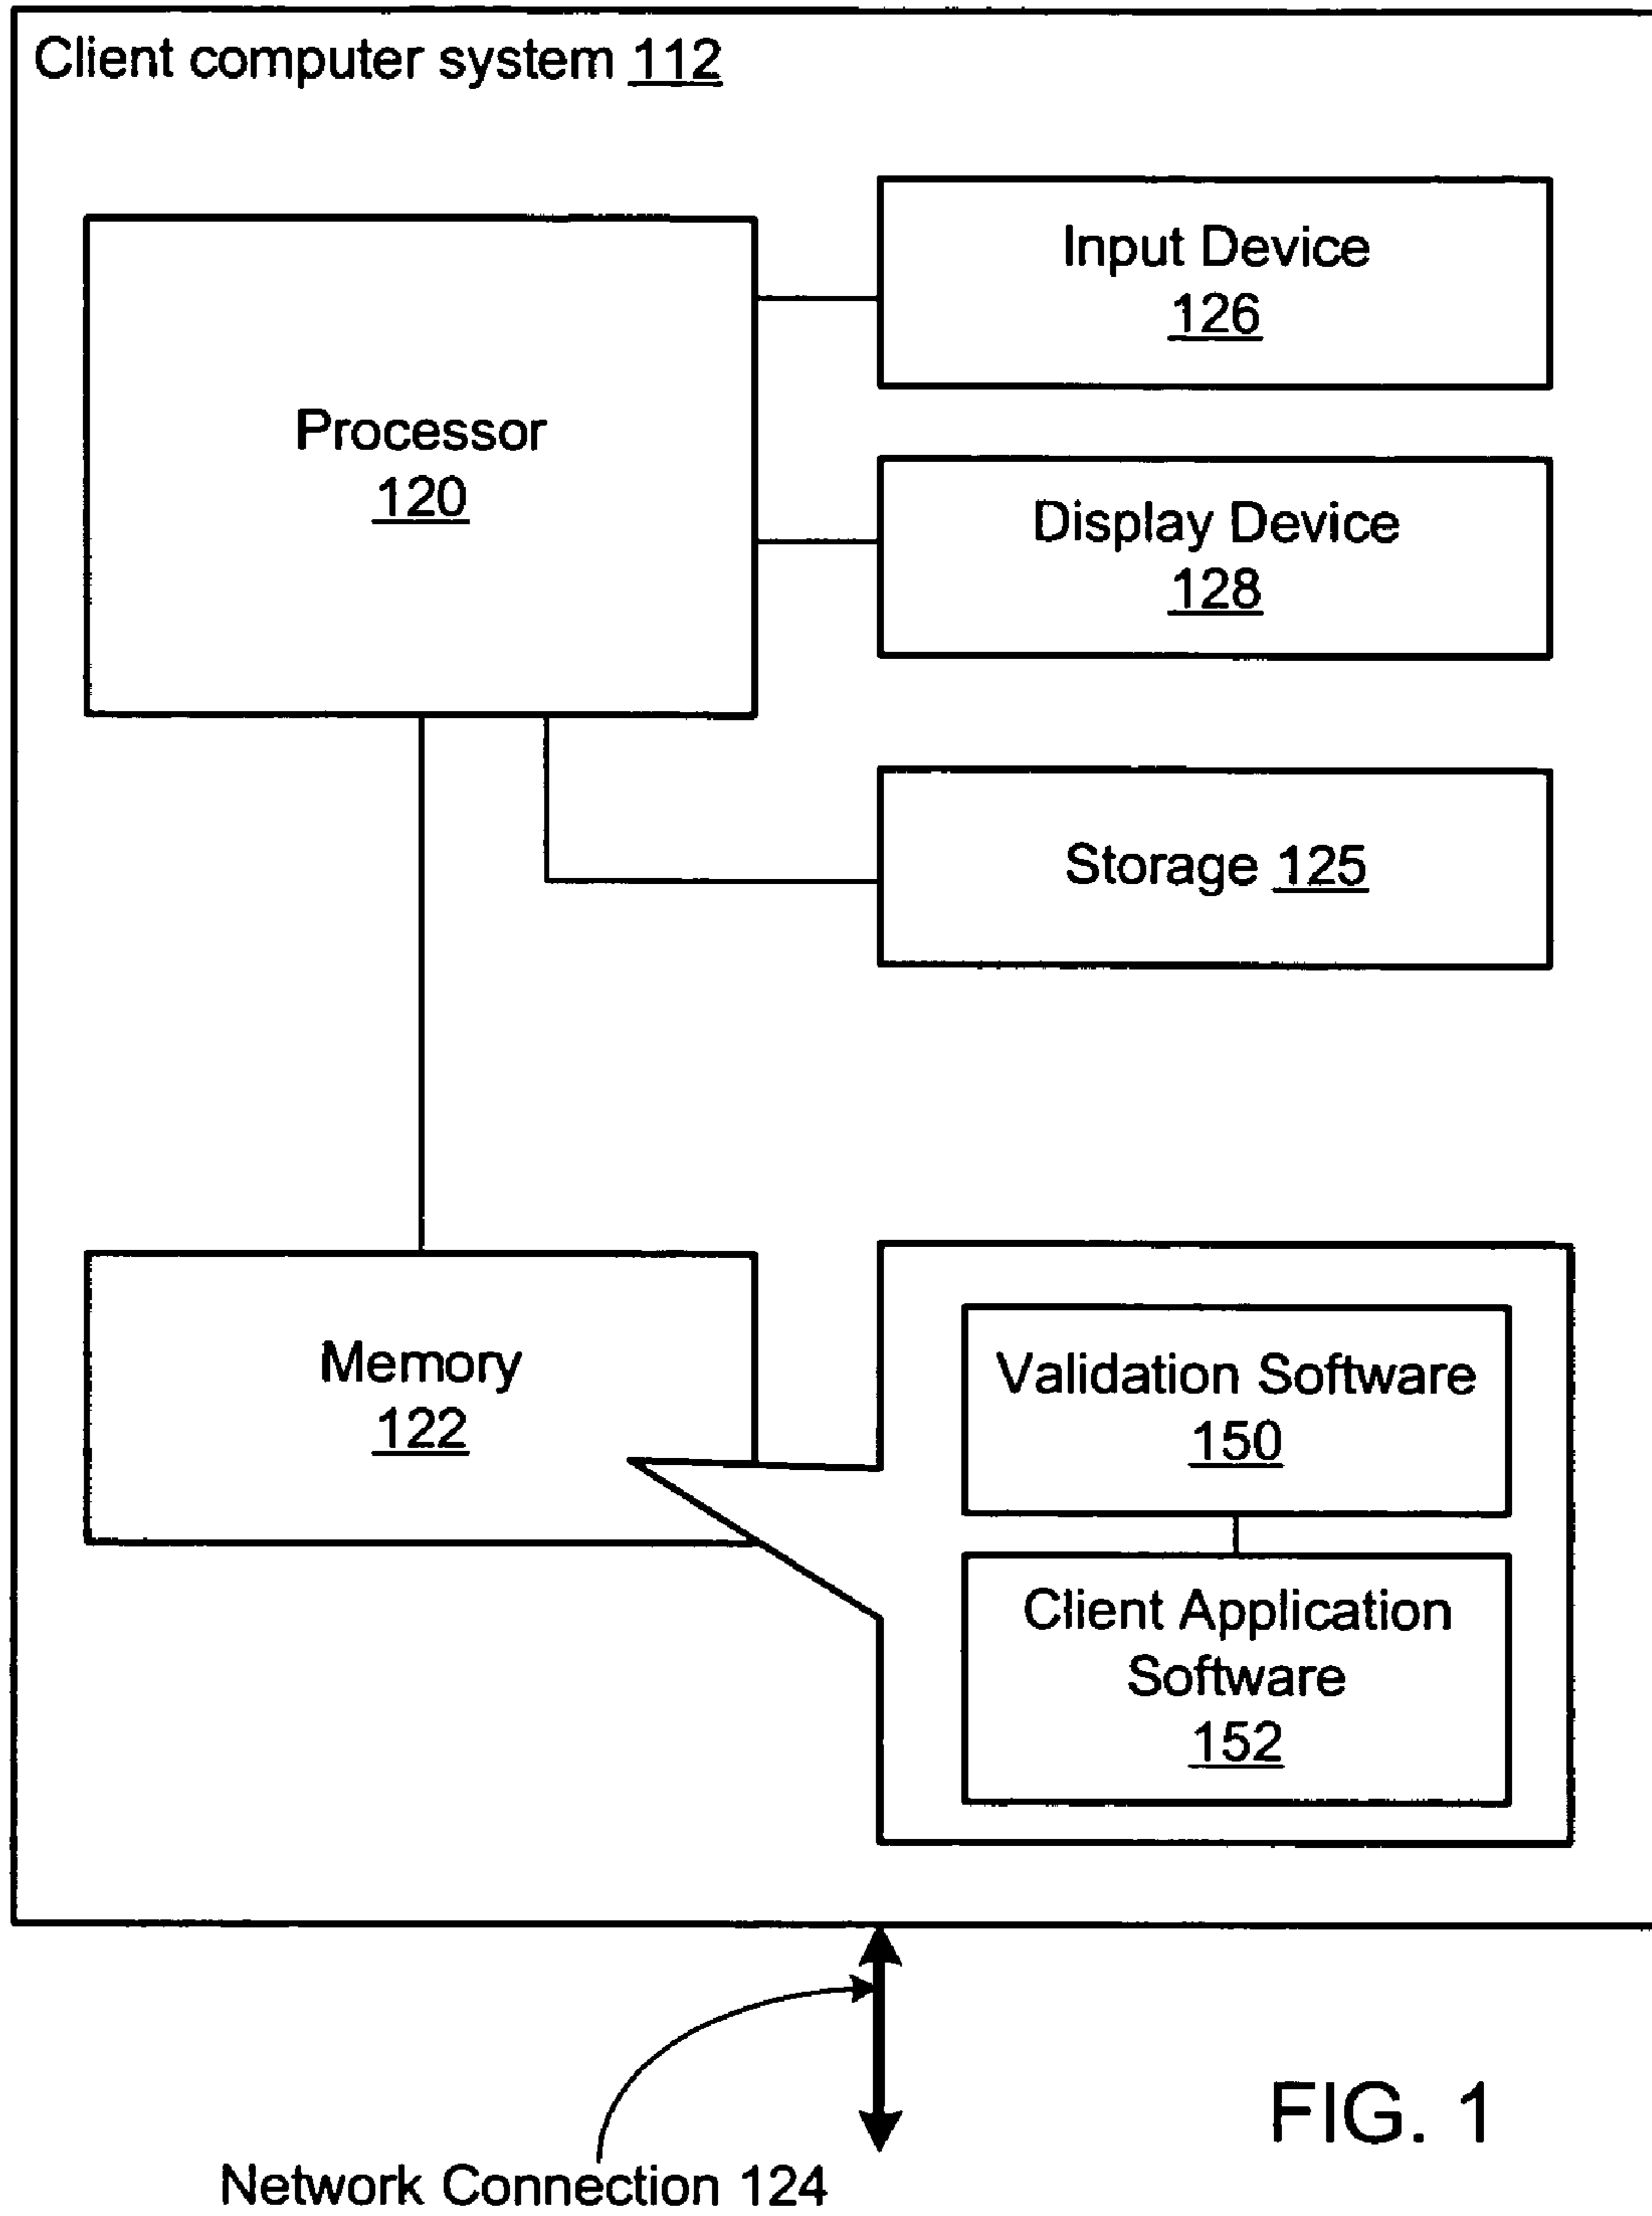 Client computer system 112
Input Device
126
Processor
120
Display Device
128
Storage 125
Memory
122
Validation Software
150
Client Application
Software
152
Network Connection 124
FIG. 1